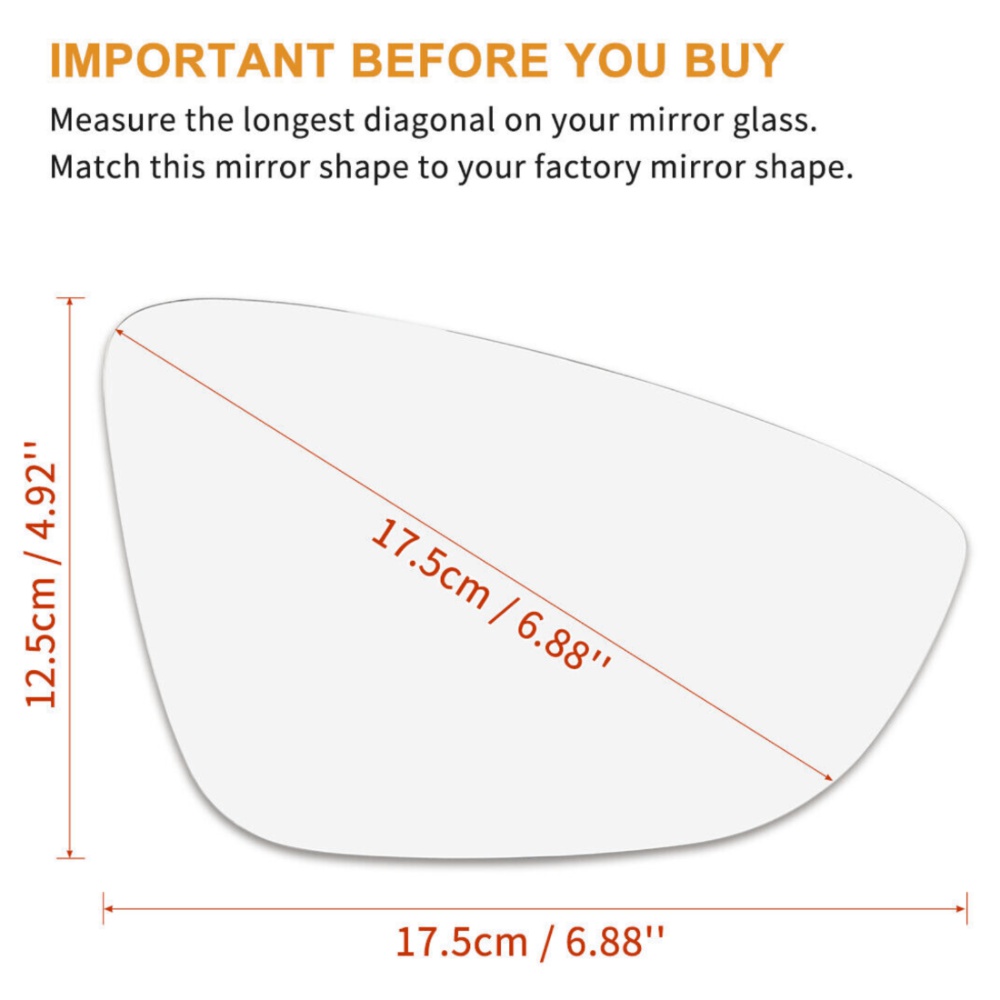 IMPORTANT BEFORE YOU BUY
Measure the longest diagonal on your mirror glass.
Match this mirror shape to your factory mirror shape.
12.5cm / 4.92''
17.5cm / 6.88''
17.5cm / 6.88''